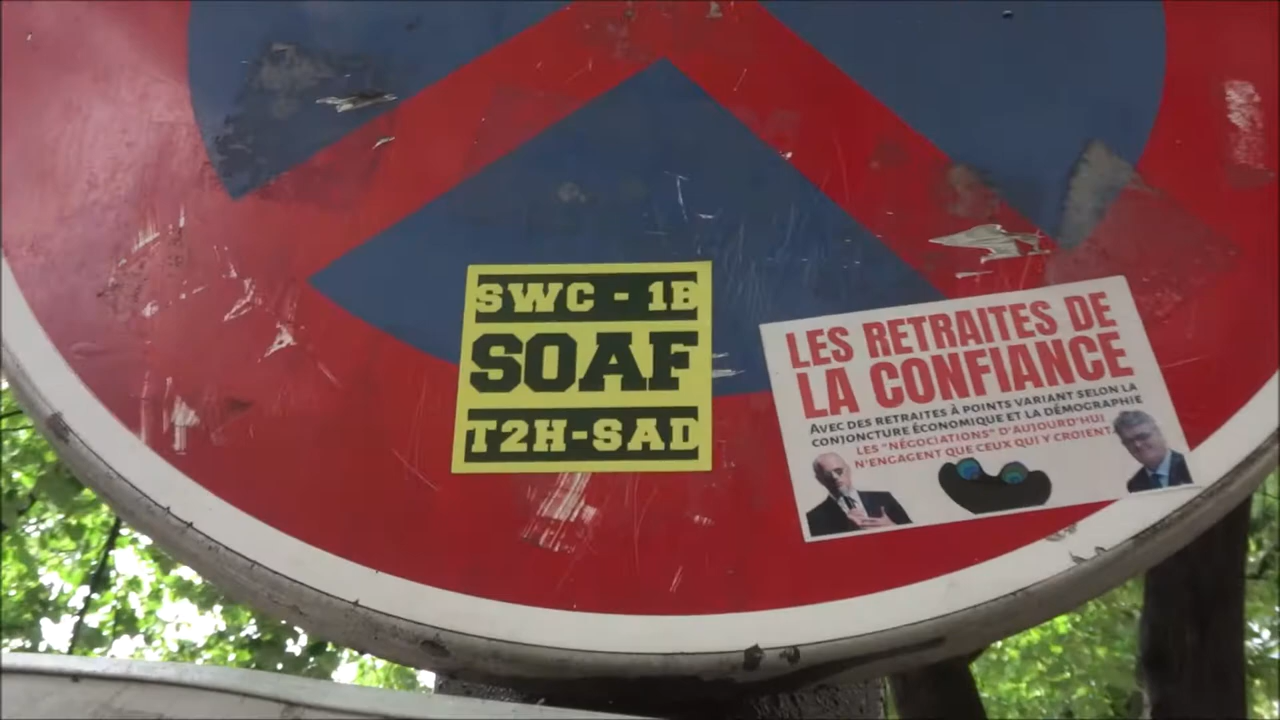 SWC - 1B
SOAF
T2H-SAD
LES RETRAITES DE
LA CONFIANCE
AVEC DES RETRAITES À POINTS VARIANT SELON LA
CONJONCTURE ÉCONOMIQUE ET LA DÉMOGRAPHIE
LES "NÉGOCIATIONS" D'AUJOURD'HUI
N'ENGAGENT QUE CEUX QUI Y CROIENT